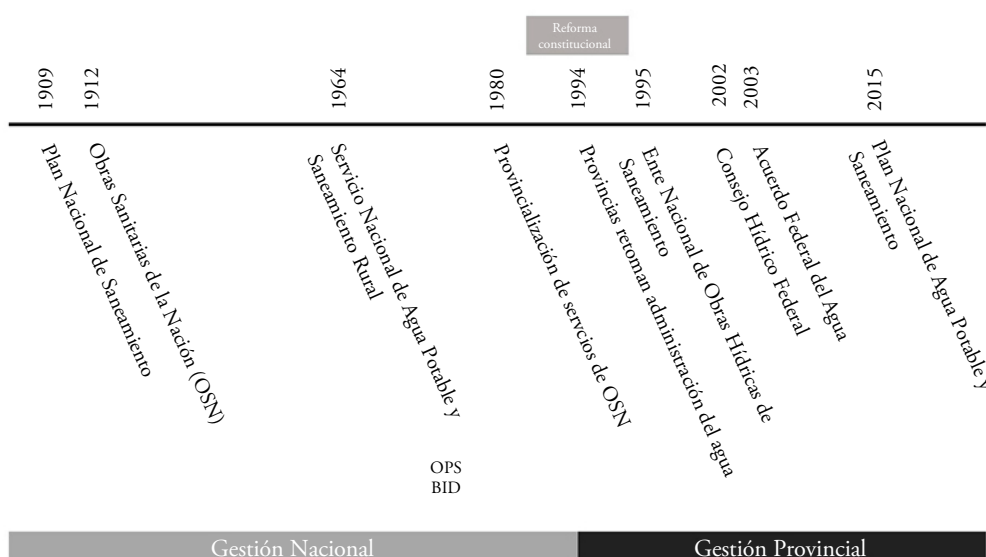 Reforma
constitucional
1909
1912
1964
1980
1994
1995
2002
2003
2015
Plan Nacional de Saneamiento
Obras Sanitarias de la Nación (OSN)
Servicio Nacional de Agua Potable y
Saneamiento Rural
Provincialización de servcios de OSN
Provincias retoman administración del agua
Ente Nacional de Obras Hídricas de
Saneamiento
Consejo Hídrico Federal
Acuerdo Federal del Agua
Plan Nacional de Agua Potable y
Saneamiento
OPS
BID
Gestión Nacional
Gestión Provincial